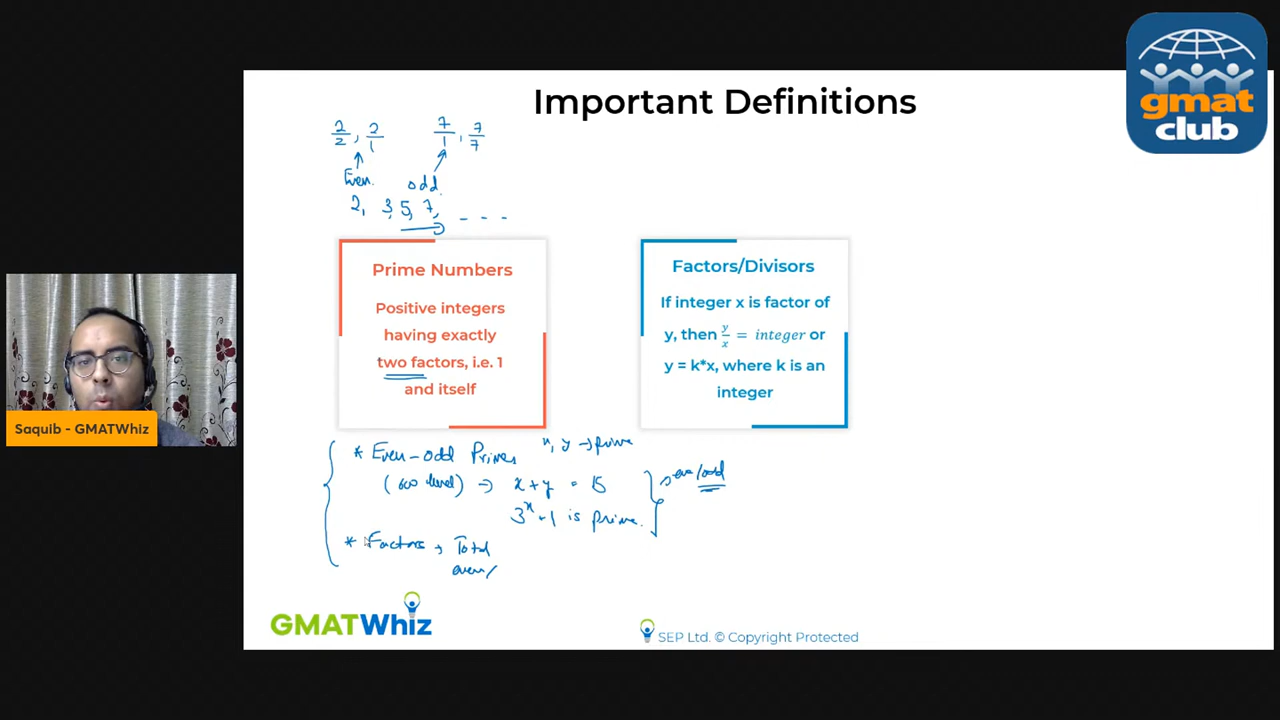 Important Definitions
gmat
club
2/2, 2/1 7/1, 7/7
Even odd
2, 3, 5, 7, - - -
Prime Numbers
Positive integers
having exactly
two factors, i.e. 1
and itself
Factors/Divisors
If integer x is factor of
y, then y/x = integer or
y = k*x, where k is an
integer
Saquib - GMATWhiz
* Even-odd Primes x, y → prime
(600 level) → x + y = 15
even/odd
3^x + 1 is prime.
* Factors → Total
even/
GMATWhiz
SEP Ltd. © Copyright Protected